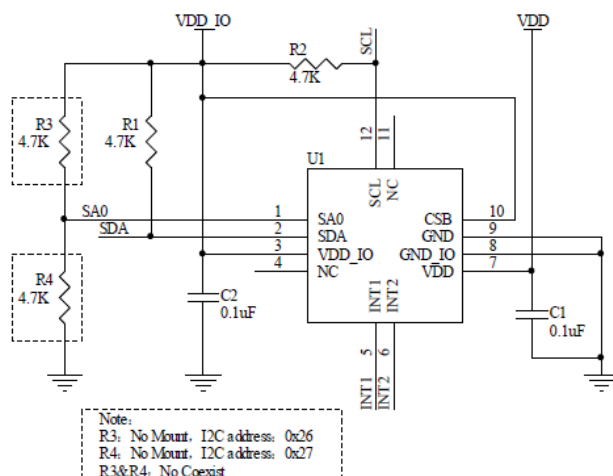 VDD_IO
VDD
SCL
R2
4.7K
R3
4.7K
R1
4.7K
12
11
U1
SCL
NC
SA0
1
SA0
CSB
10
SDA
2
SDA
GND
9
3
VDD_IO
GND_IO
8
4
NC
VDD
7
INT1
INT2
R4
4.7K
C2
0.1uF
C1
0.1uF
5
6
INT1
INT2
Note:
R3: No Mount, I2C address: 0x26
R4: No Mount, I2C address: 0x27
R3&R4: No Coexist